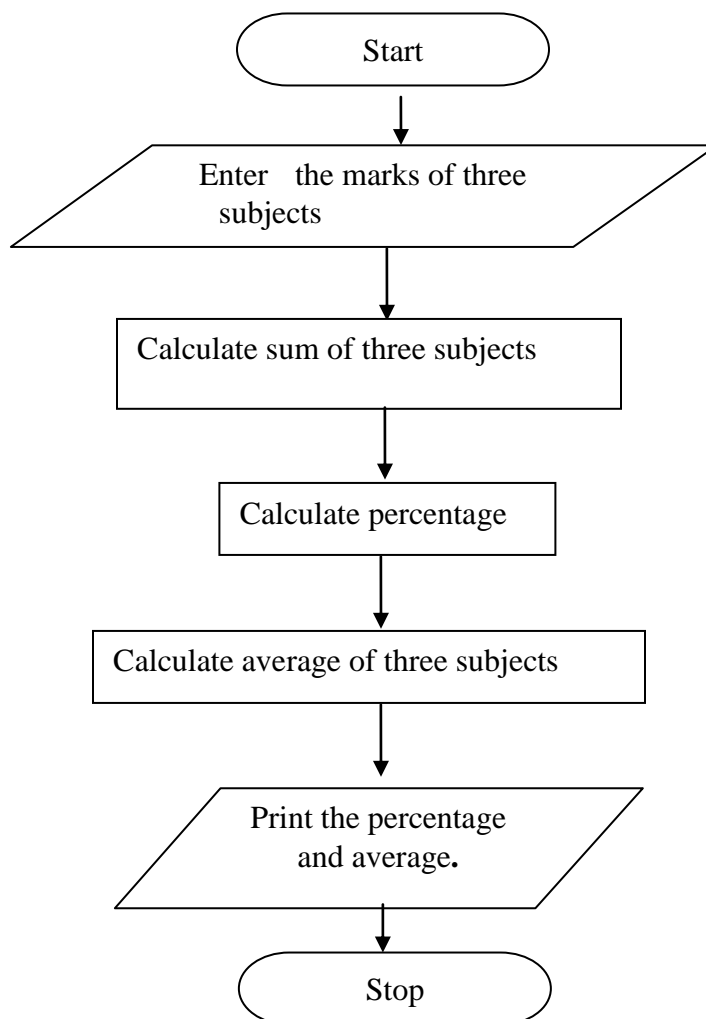 Start
Enter the marks of three
subjects
Calculate sum of three subjects
Calculate percentage
Calculate average of three subjects
Print the percentage
and average.
Stop